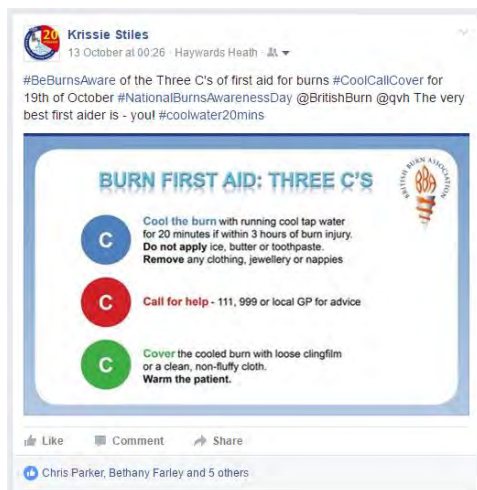 20
Krissie Stiles
13 October at 00:26 · Haywards Heath ·
#BeBurnsAware of the Three C's of first aid for burns #CoolCallCover for
19th of October #NationalBurnsAwarenessDay @BritishBurn @qvh The very
best first aider is - you! #coolwater20mins
BURN FIRST AID: THREE C'S
BRITISH BURN ASSOCIATION
BBA
C
Cool the burn with running cool tap water
for 20 minutes if within 3 hours of burn injury.
Do not apply ice, butter or toothpaste.
Remove any clothing, jewellery or nappies
C
Call for help - 111, 999 or local GP for advice
C
Cover the cooled burn with loose clingfilm
or a clean, non-fluffy cloth.
Warm the patient.
Like Comment Share
Chris Parker, Bethany Farley and 5 others